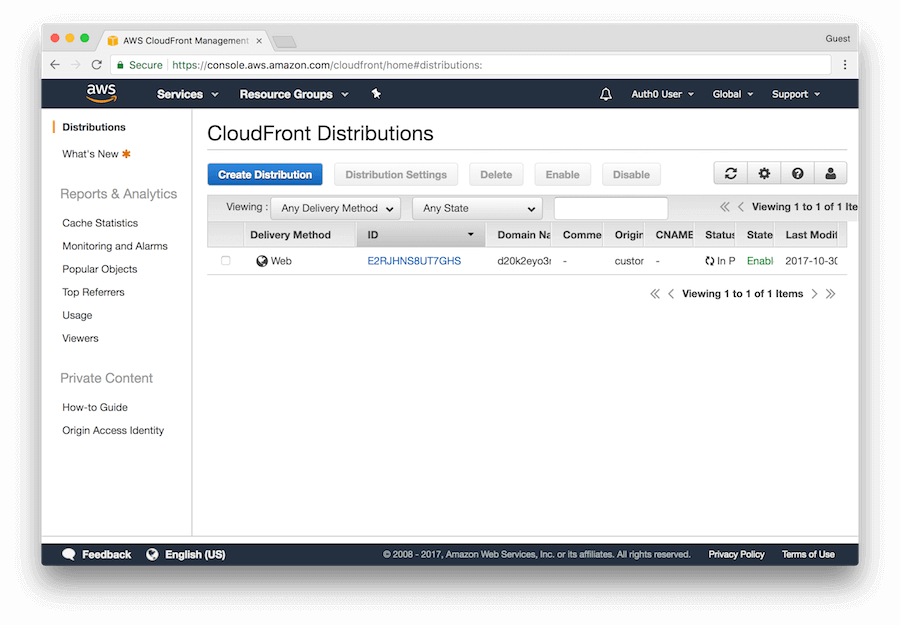 AWS CloudFront Management
Guest
Secure https://console.aws.amazon.com/cloudfront/home#distributions:
aws Services Resource Groups Auth0 User Global Support
Distributions
What's New
Reports & Analytics
Cache Statistics
Monitoring and Alarms
Popular Objects
Top Referrers
Usage
Viewers
Private Content
How-to Guide
Origin Access Identity
CloudFront Distributions
Create Distribution Distribution Settings Delete Enable Disable
Viewing : Any Delivery Method Any State Viewing 1 to 1 of 1 Ite
Delivery Method ID Domain Na Comme Origin CNAME Status State Last Modif
Web E2RJHNS8UT7GHS d20k2eyo3r - custor - In P Enabl 2017-10-30
Viewing 1 to 1 of 1 Items
Feedback English (US) © 2008 - 2017, Amazon Web Services, Inc. or its affiliates. All rights reserved. Privacy Policy Terms of Use